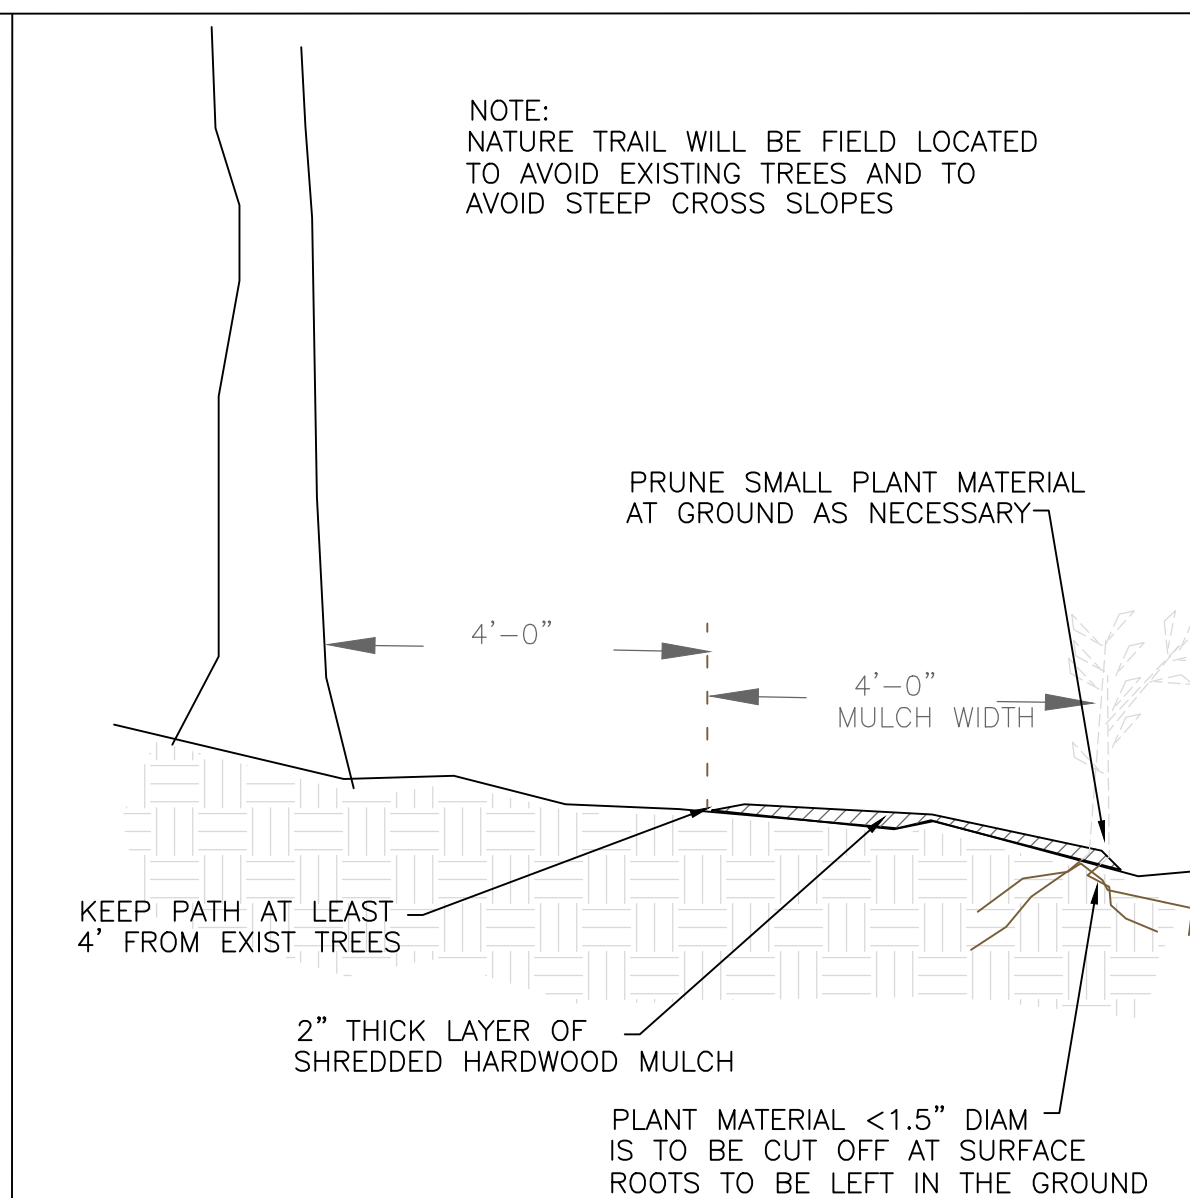 NOTE:
NATURE TRAIL WILL BE FIELD LOCATED
TO AVOID EXISTING TREES AND TO
AVOID STEEP CROSS SLOPES
PRUNE SMALL PLANT MATERIAL
AT GROUND AS NECESSARY
4'-0"
4'-0"
MULCH WIDTH
KEEP PATH AT LEAST
4' FROM EXIST TREES
2" THICK LAYER OF
SHREDDED HARDWOOD MULCH
PLANT MATERIAL <1.5" DIAM
IS TO BE CUT OFF AT SURFACE
ROOTS TO BE LEFT IN THE GROUND